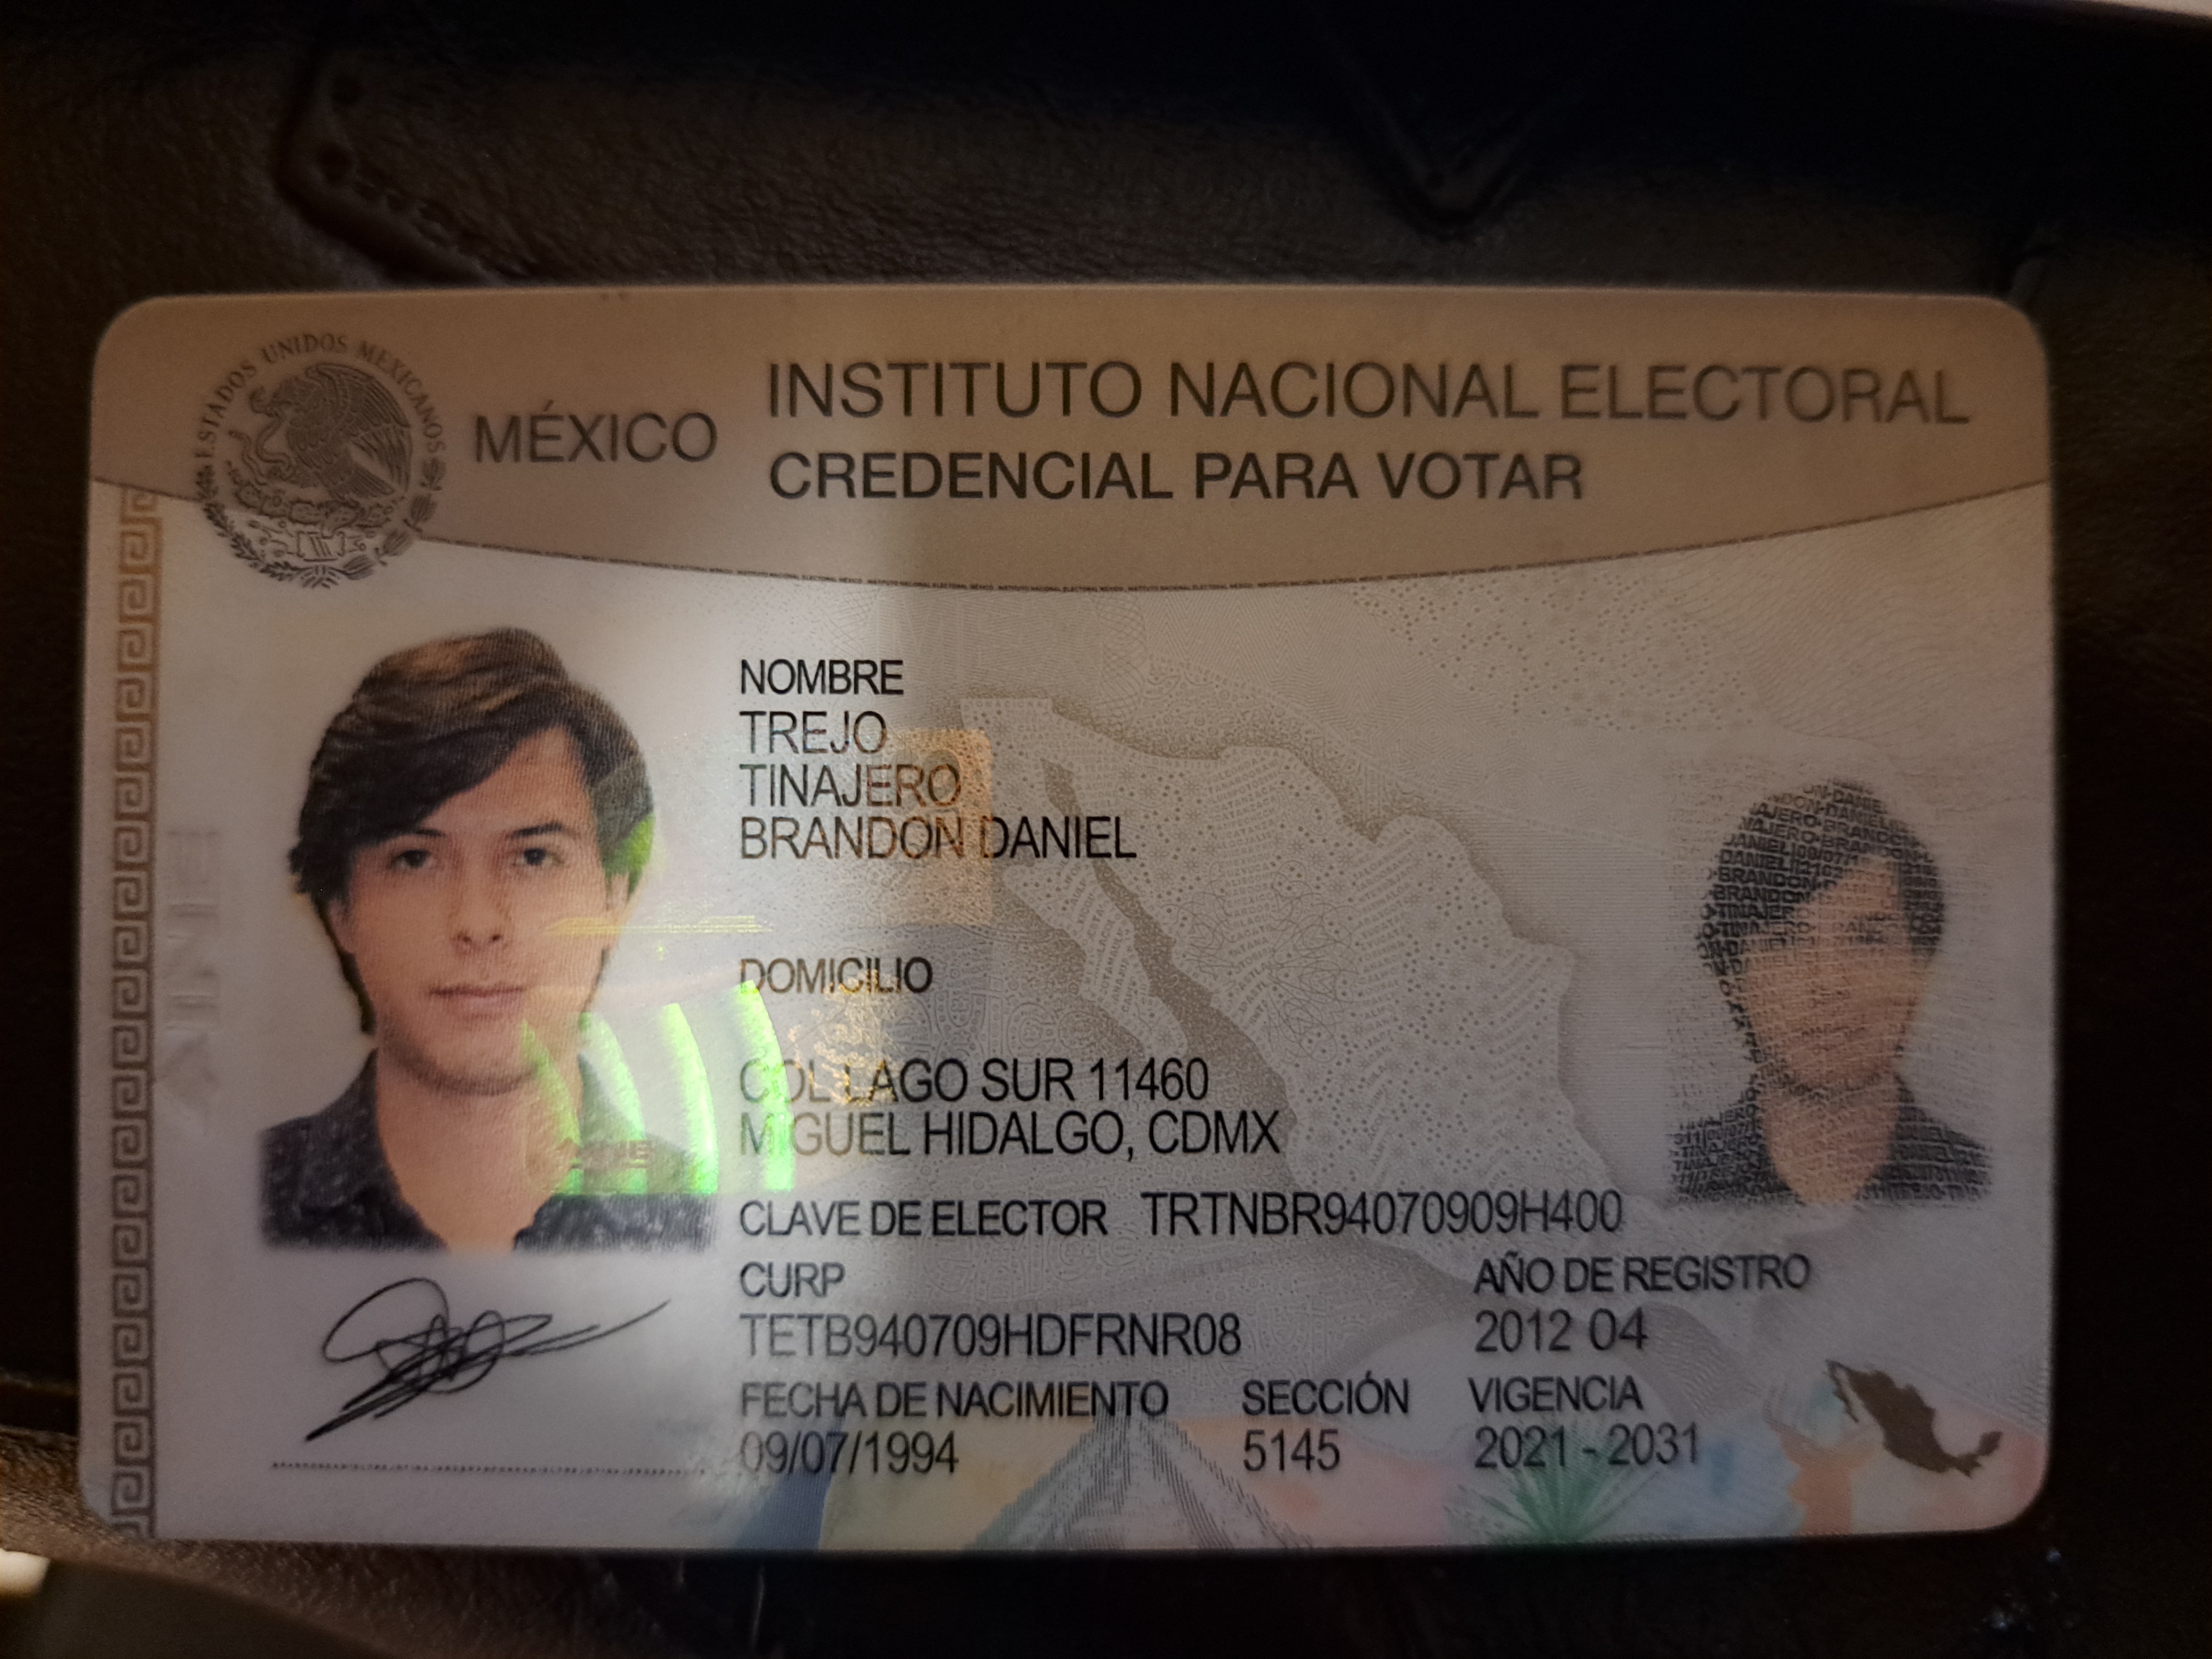 ESTADOS UNIDOS MEXICANOS
MÉXICO
INSTITUTO NACIONAL ELECTORAL
CREDENCIAL PARA VOTAR
NOMBRE
TREJO
TINAJERO
BRANDON DANIEL
DOMICILIO
COL LAGO SUR 11460
MIGUEL HIDALGO, CDMX
CLAVE DE ELECTOR TRTNBR94070909H400
CURP
TETB940709HDFRNR08
AÑO DE REGISTRO
2012 04
FECHA DE NACIMIENTO
09/07/1994
SECCIÓN
5145
VIGENCIA
2021 - 2031